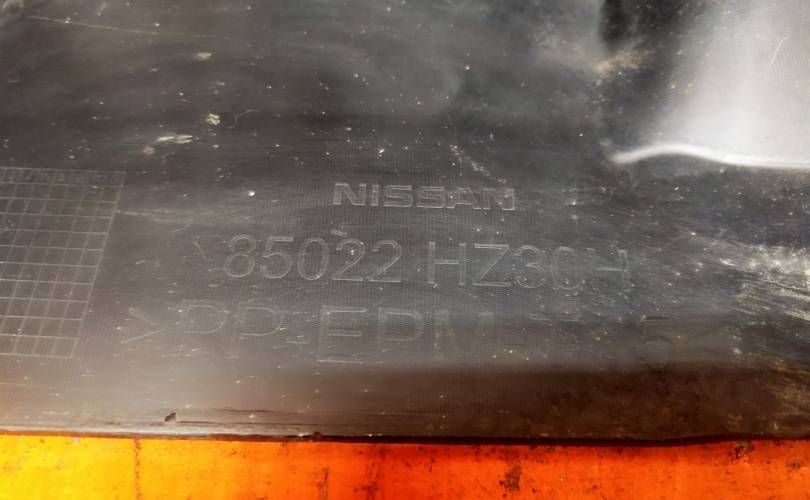 NISSAN
85022 HZ30H
>PP+EPM-